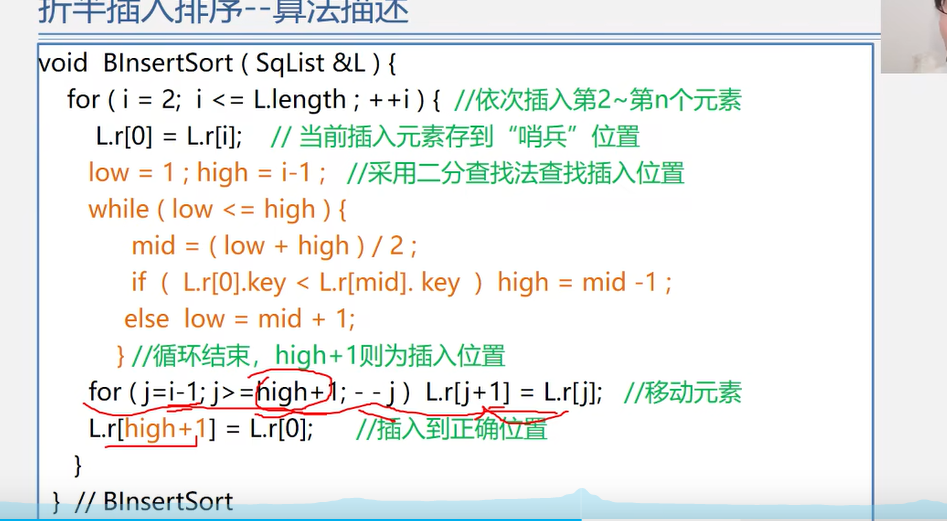 折半插入排序--算法描述
void BInsertSort ( SqList &L ) {
for ( i = 2; i <= L.length ; ++i ) { //依次插入第2~第n个元素
L.r[0] = L.r[i]; // 当前插入元素存到“哨兵”位置
low = 1 ; high = i-1 ; //采用二分查找法查找插入位置
while ( low <= high ) {
mid = ( low + high ) / 2 ;
if ( L.r[0].key < L.r[mid]. key ) high = mid -1 ;
else low = mid + 1;
} //循环结束，high+1则为插入位置
for ( j=i-1; j>=high+1; - - j ) L.r[j+1] = L.r[j]; //移动元素
L.r[high+1] = L.r[0]; //插入到正确位置
}
} // BInsertSort